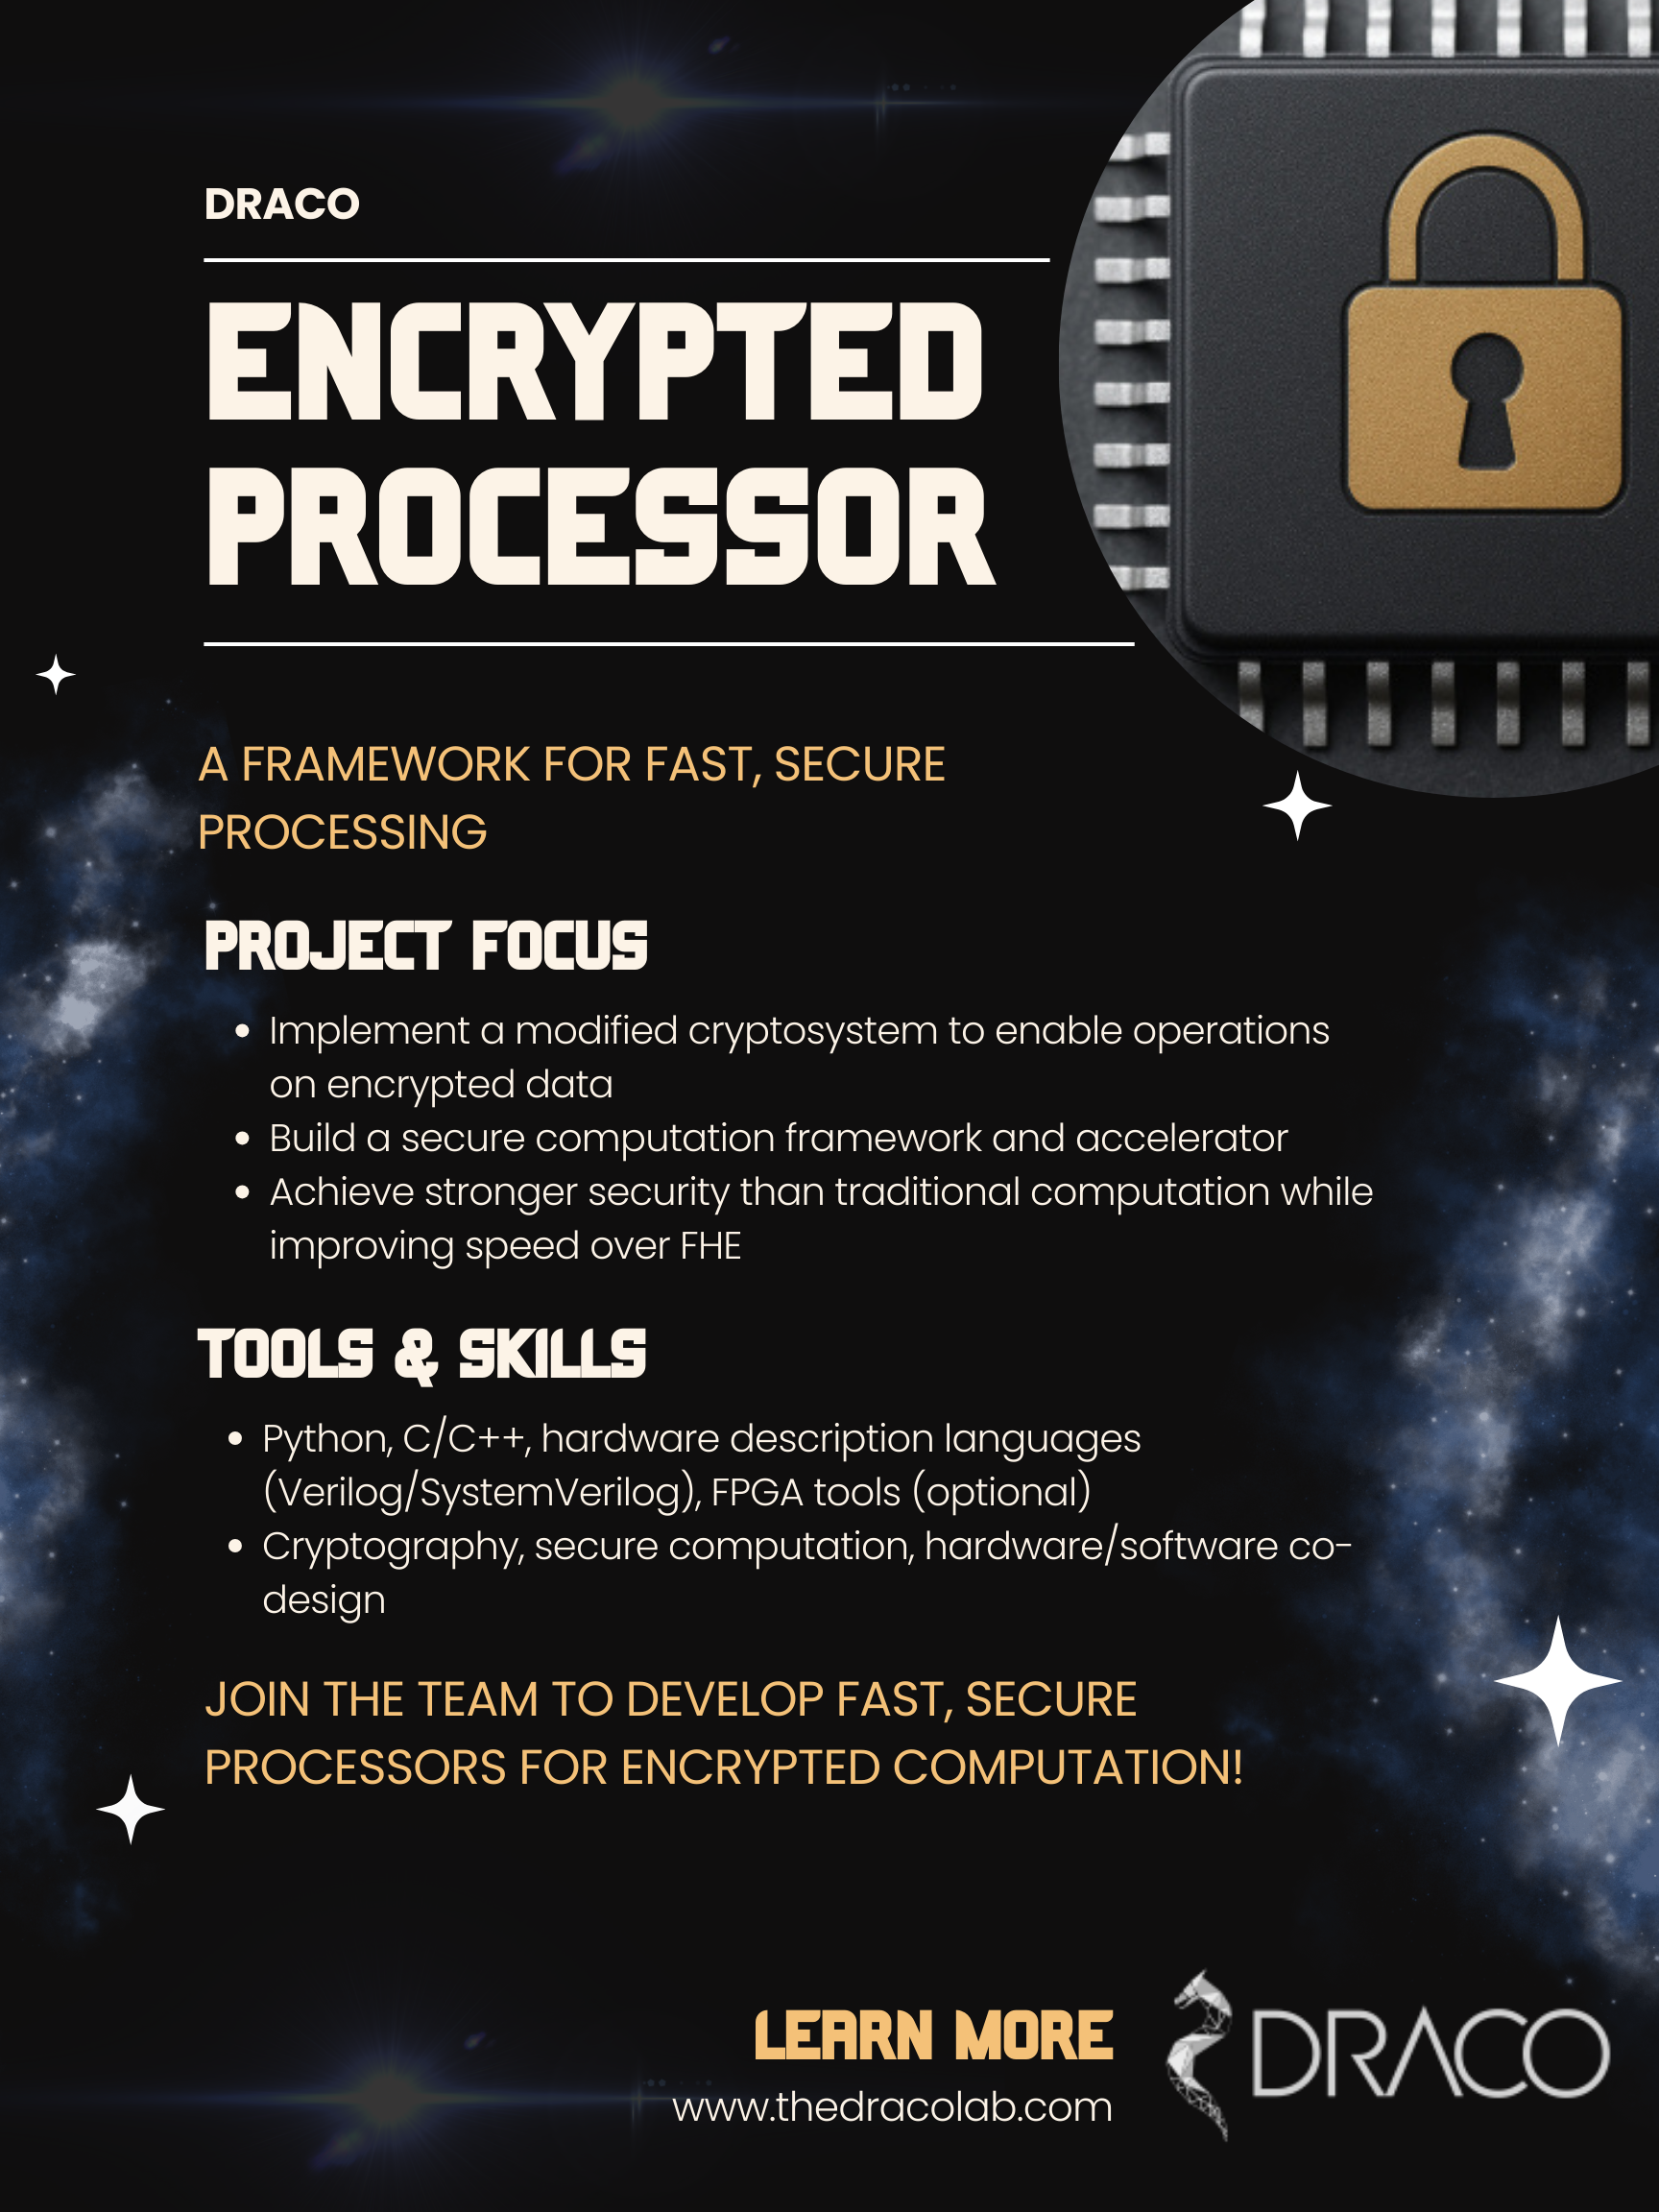 DRACO
ENCRYPTED
PROCESSOR
A FRAMEWORK FOR FAST, SECURE
PROCESSING
PROJECT FOCUS
• Implement a modified cryptosystem to enable operations
on encrypted data
• Build a secure computation framework and accelerator
• Achieve stronger security than traditional computation while
improving speed over FHE
TOOLS & SKILLS
• Python, C/C++, hardware description languages
(Verilog/SystemVerilog), FPGA tools (optional)
• Cryptography, secure computation, hardware/software co-
design
JOIN THE TEAM TO DEVELOP FAST, SECURE
PROCESSORS FOR ENCRYPTED COMPUTATION!
LEARN MORE
www.thedracolab.com
DRACO